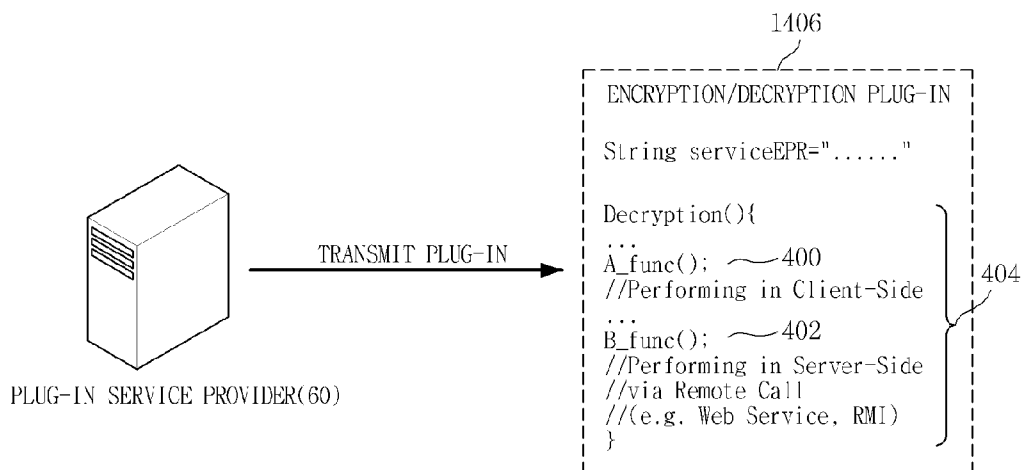 1406
ENCRYPTION/DECRYPTION PLUG-IN
String serviceEPR="......"
Decryption(){
...
A_func(); 400
//Performing in Client-Side
...
B_func(); 402
//Performing in Server-Side
//via Remote Call
//(e.g. Web Service, RMI)
}
404
TRANSMIT PLUG-IN
PLUG-IN SERVICE PROVIDER(60)